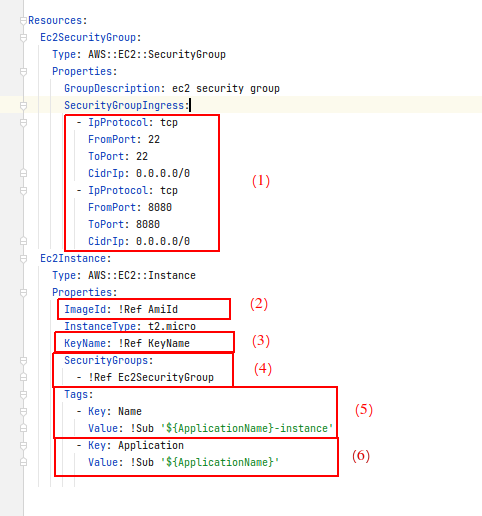 Resources:
  Ec2SecurityGroup:
    Type: AWS::EC2::SecurityGroup
    Properties:
      GroupDescription: ec2 security group
      SecurityGroupIngress:
        - IpProtocol: tcp
          FromPort: 22
          ToPort: 22
          CidrIp: 0.0.0.0/0
(1)
        - IpProtocol: tcp
          FromPort: 8080
          ToPort: 8080
          CidrIp: 0.0.0.0/0
  Ec2Instance:
    Type: AWS::EC2::Instance
    Properties:
      ImageId: !Ref AmiId (2)
      InstanceType: t2.micro
      KeyName: !Ref KeyName (3)
      SecurityGroups: (4)
        - !Ref Ec2SecurityGroup
      Tags:
        - Key: Name (5)
          Value: !Sub '${ApplicationName}-instance'
        - Key: Application (6)
          Value: !Sub '${ApplicationName}'